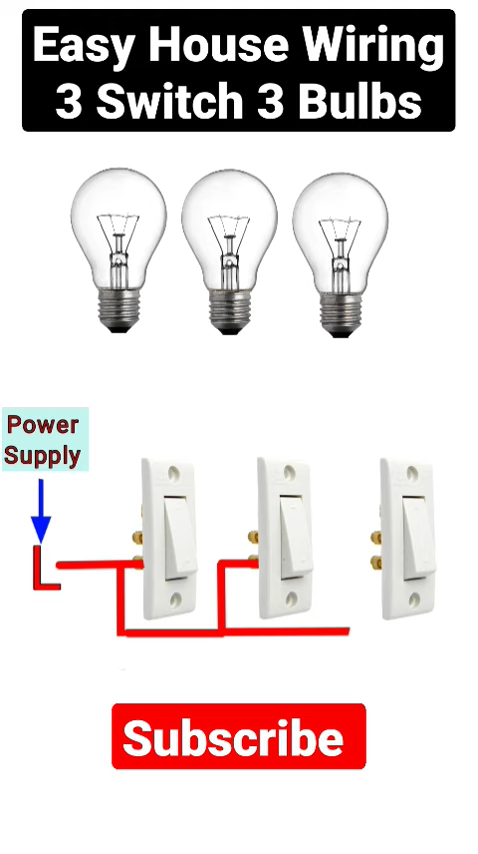 Easy House Wiring
3 Switch 3 Bulbs
Power
Supply
L
Subscribe